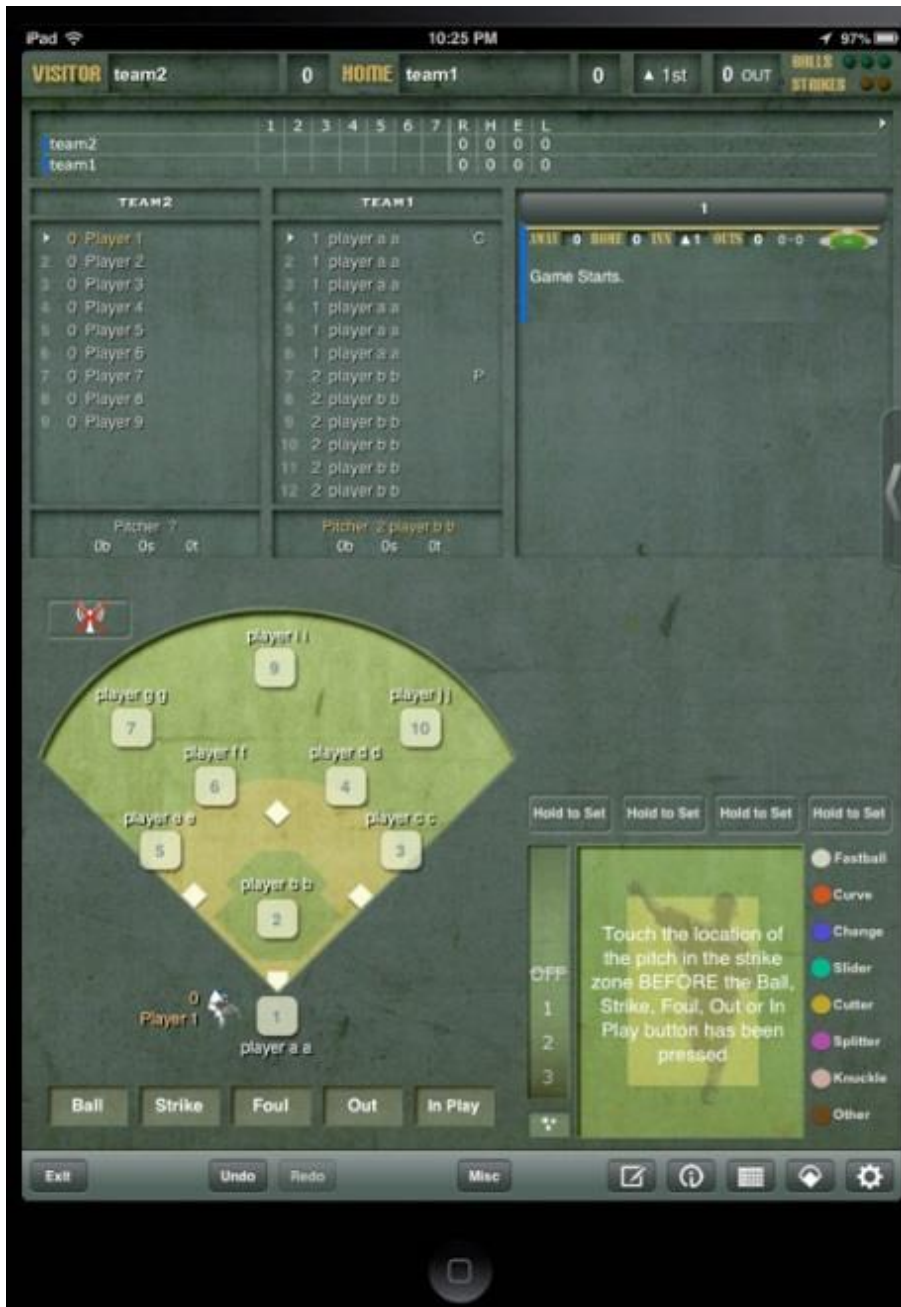 iPad 10:25 PM 97%
VISITOR team2 0 HOME team1 0 ▲ 1st 0 OUT BALLS
STRIKES
1 2 3 4 5 6 7 R H E L
team2 0 0 0 0
team1 0 0 0 0
TEAM2
0 Player 1
2 0 Player 2
3 0 Player 3
4 0 Player 4
5 0 Player 5
6 0 Player 6
7 0 Player 7
8 0 Player 8
9 0 Player 9
Pitcher ?
0b 0s 0t
TEAM1
1 player a a C
2 1 player a a
3 1 player a a
4 1 player a a
5 1 player a a
6 1 player a a
7 2 player b b P
8 2 player b b
9 2 player b b
10 2 player b b
11 2 player b b
12 2 player b b
Pitcher 2 player b b
0b 0s 0t
1
AWAY 0 HOME 0 INN ▲1 OUTS 0 0-0
Game Starts.
player i i
9
player g g
7
player j j
10
player f f
6
player d d
4
player e e
5
player c c
3
player b b
2
0
Player 1
1
player a a
Ball Strike Foul Out In Play
Hold to Set Hold to Set Hold to Set Hold to Set
OFF
1
2
3
Touch the location of
the pitch in the strike
zone BEFORE the Ball,
Strike, Foul, Out or In
Play button has been
pressed
Fastball
Curve
Change
Slider
Cutter
Splitter
Knuckle
Other
Exit Undo Redo Misc